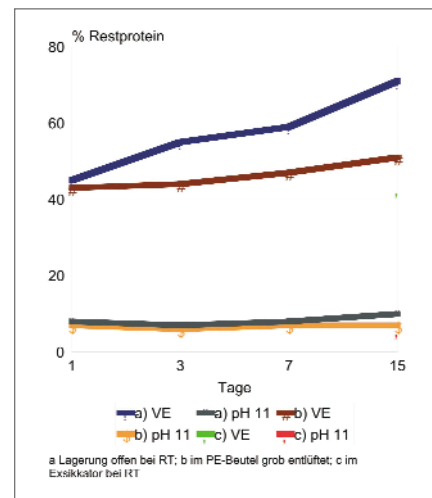 % Restprotein
80
60
40
20
0
1 3 7 15
Tage
a) VE a) pH 11 b) VE
b) pH 11 c) VE c) pH 11
a Lagerung offen bei RT; b im PE-Beutel grob entlüftet; c im
Exsikkator bei RT